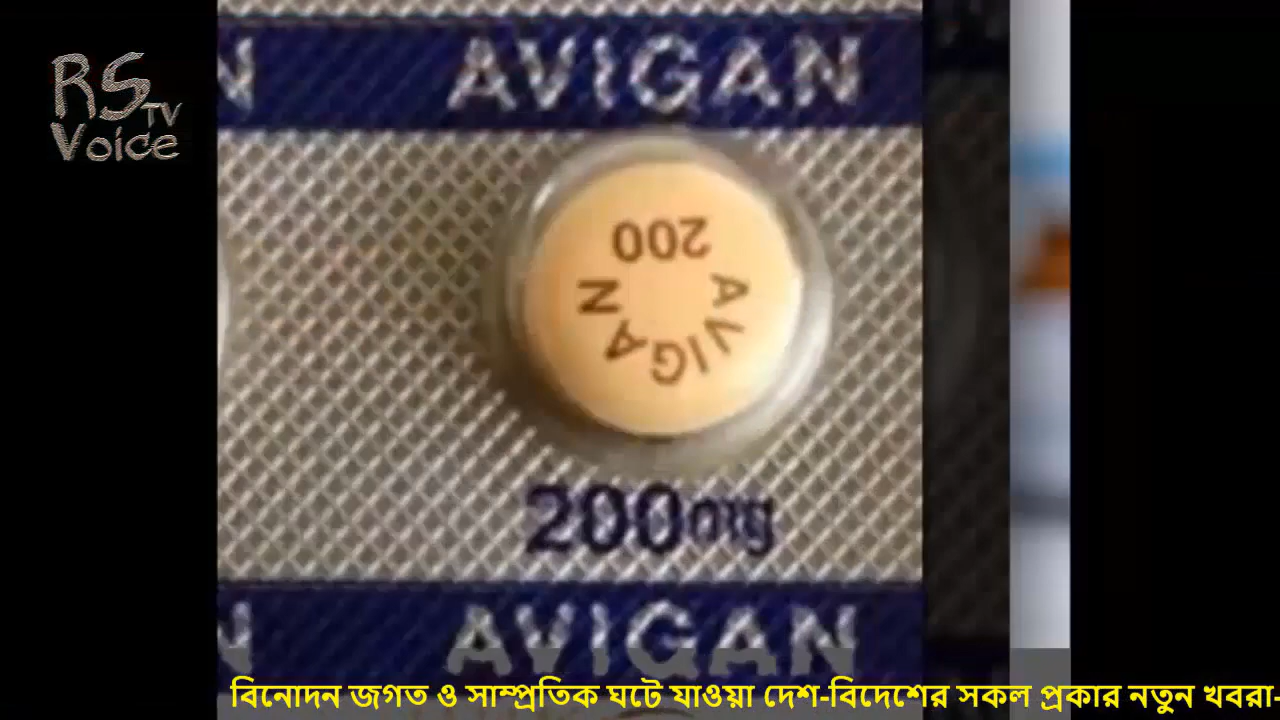 RS TV
Voice
N AVIGAN
200
AVIGAN
200mg
N AVIGAN
বিনোদন জগত ও সাম্প্রতিক ঘটে যাওয়া দেশ-বিদেশের সকল প্রকার নতুন খবরা-